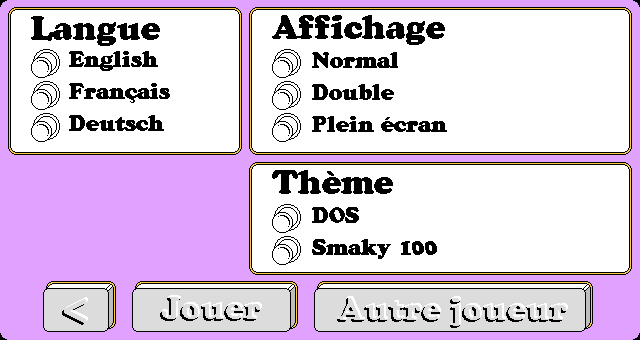 Langue
English
Français
Deutsch
Affichage
Normal
Double
Plein écran
Thème
DOS
Smaky 100
<
Jouer
Autre joueur